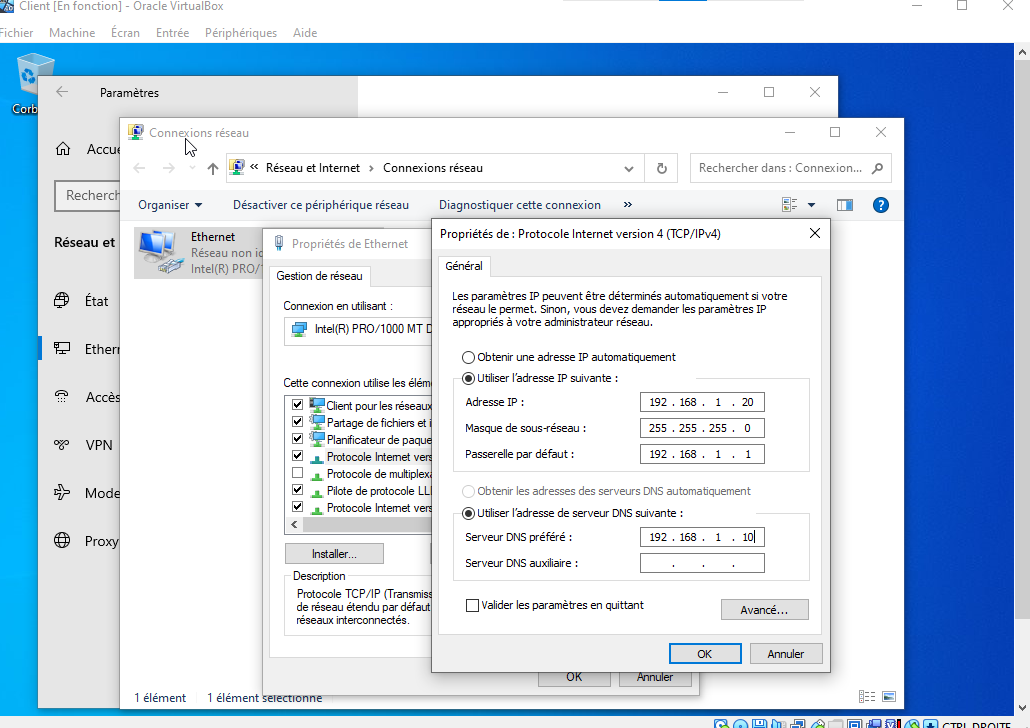 Client [En fonction] - Oracle VirtualBox
Fichier Machine Écran Entrée Périphériques Aide
Corb
Paramètres
Connexions réseau
Accue
« Réseau et Internet › Connexions réseau
Rechercher dans : Connexion...
Recherch
Organiser Désactiver ce périphérique réseau Diagnostiquer cette connexion »
Réseau et
Ethernet
Réseau non id
Intel(R) PRO/1
État
Ethern
Accès
VPN
Mode
Proxy
Propriétés de Ethernet
Gestion de réseau
Connexion en utilisant :
Intel(R) PRO/1000 MT D
Cette connexion utilise les élém
Client pour les réseaux
Partage de fichiers et i
Planificateur de paque
Protocole Internet vers
Protocole de multiplexa
Pilote de protocole LLI
Protocole Internet vers
Installer...
Description
Protocole TCP/IP (Transmiss
de réseau étendu par défaut
réseaux interconnectés.
OK Annuler
Propriétés de : Protocole Internet version 4 (TCP/IPv4)
Général
Les paramètres IP peuvent être déterminés automatiquement si votre
réseau le permet. Sinon, vous devez demander les paramètres IP
appropriés à votre administrateur réseau.
Obtenir une adresse IP automatiquement
Utiliser l'adresse IP suivante :
Adresse IP : 192 . 168 . 1 . 20
Masque de sous-réseau : 255 . 255 . 255 . 0
Passerelle par défaut : 192 . 168 . 1 . 1
Obtenir les adresses des serveurs DNS automatiquement
Utiliser l'adresse de serveur DNS suivante :
Serveur DNS préféré : 192 . 168 . 1 . 10
Serveur DNS auxiliaire : . . .
Valider les paramètres en quittant
Avancé...
OK Annuler
1 élément 1 élément sélectionné
CTRL DROITE